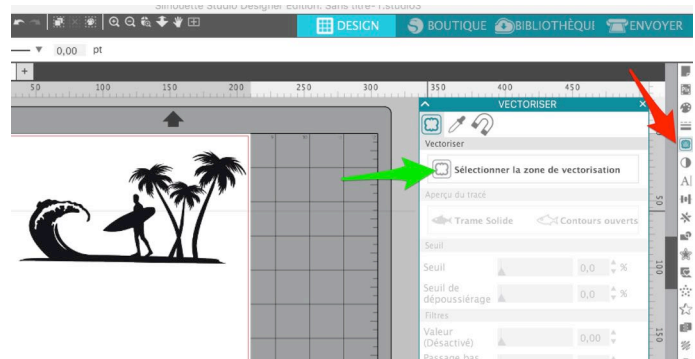 Silhouette Studio Designer Edition: Sans titre-1.studio3
DESIGN BOUTIQUE BIBLIOTHÈQUI ENVOYER
0,00 pt
+
50 100 150 200 250 300 350 400 450
VECTORISER
Vectoriser
Sélectionner la zone de vectorisation
Aperçu du tracé
Trame Solide Contours ouverts
Seuil
Seuil 0,0 %
Seuil de
dépoussiérage 0,0 %
Filtres
Valeur
(Désactivé) 0,00
Passage bas
50
100
150